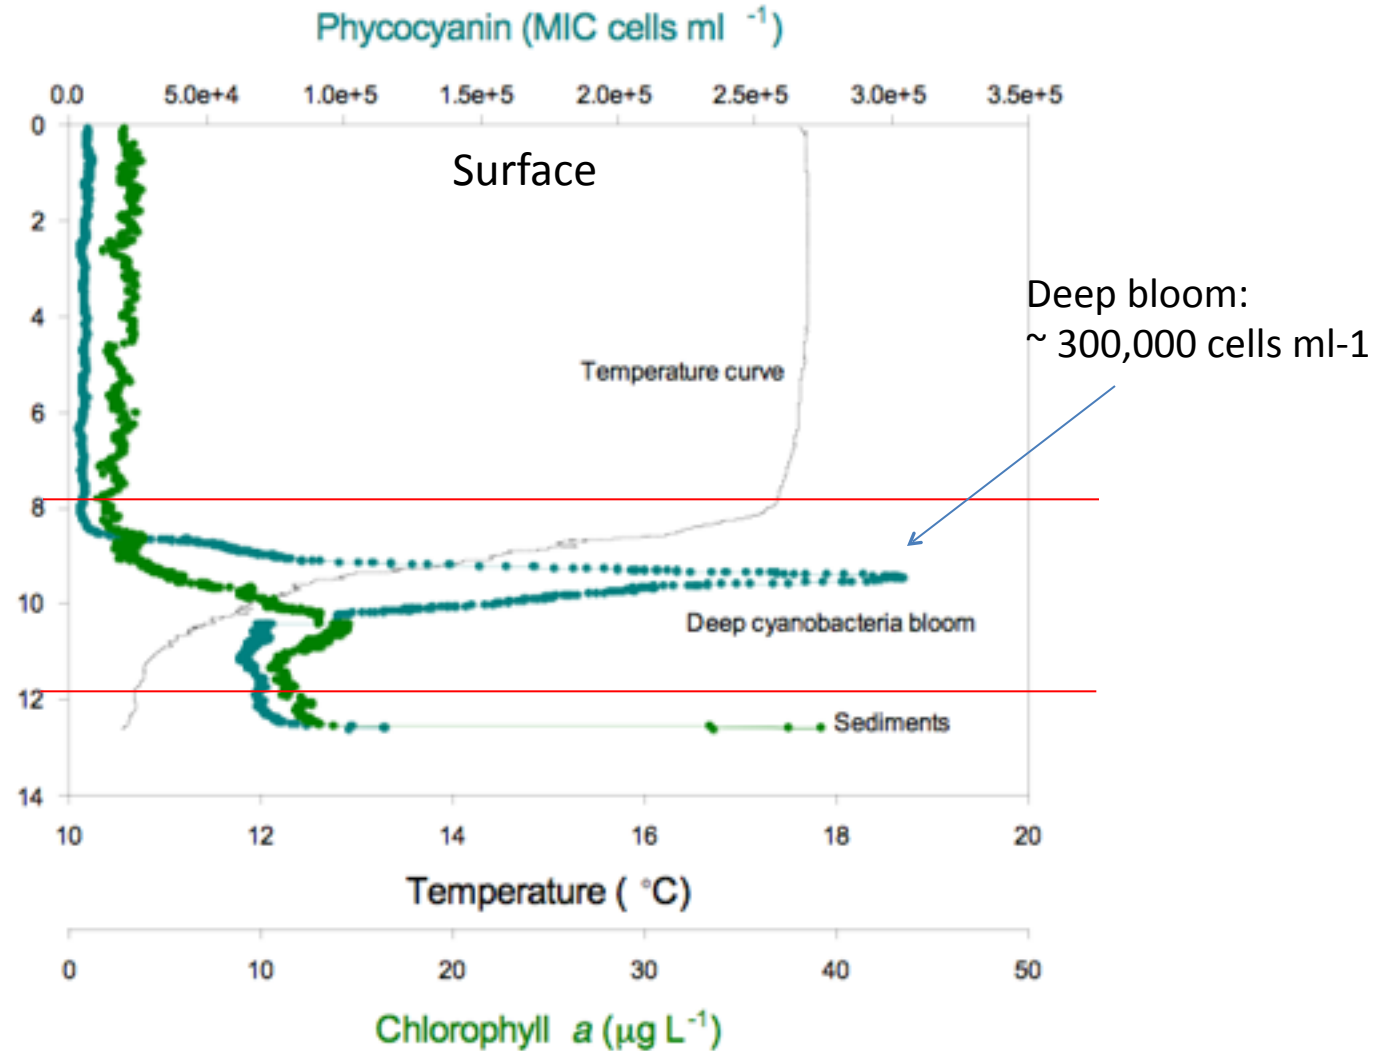 Phycocyanin (MIC cells ml -1)
0.0 5.0e+4 1.0e+5 1.5e+5 2.0e+5 2.5e+5 3.0e+5 3.5e+5
0
Surface
2
Deep bloom:
4
~ 300,000 cells ml-1
Temperature curve
6
8
10
Deep cyanobacteria bloom
12
Sediments
14
10 12 14 16 18 20
Temperature ( °C)
0 10 20 30 40 50
Chlorophyll a (µg L-1)